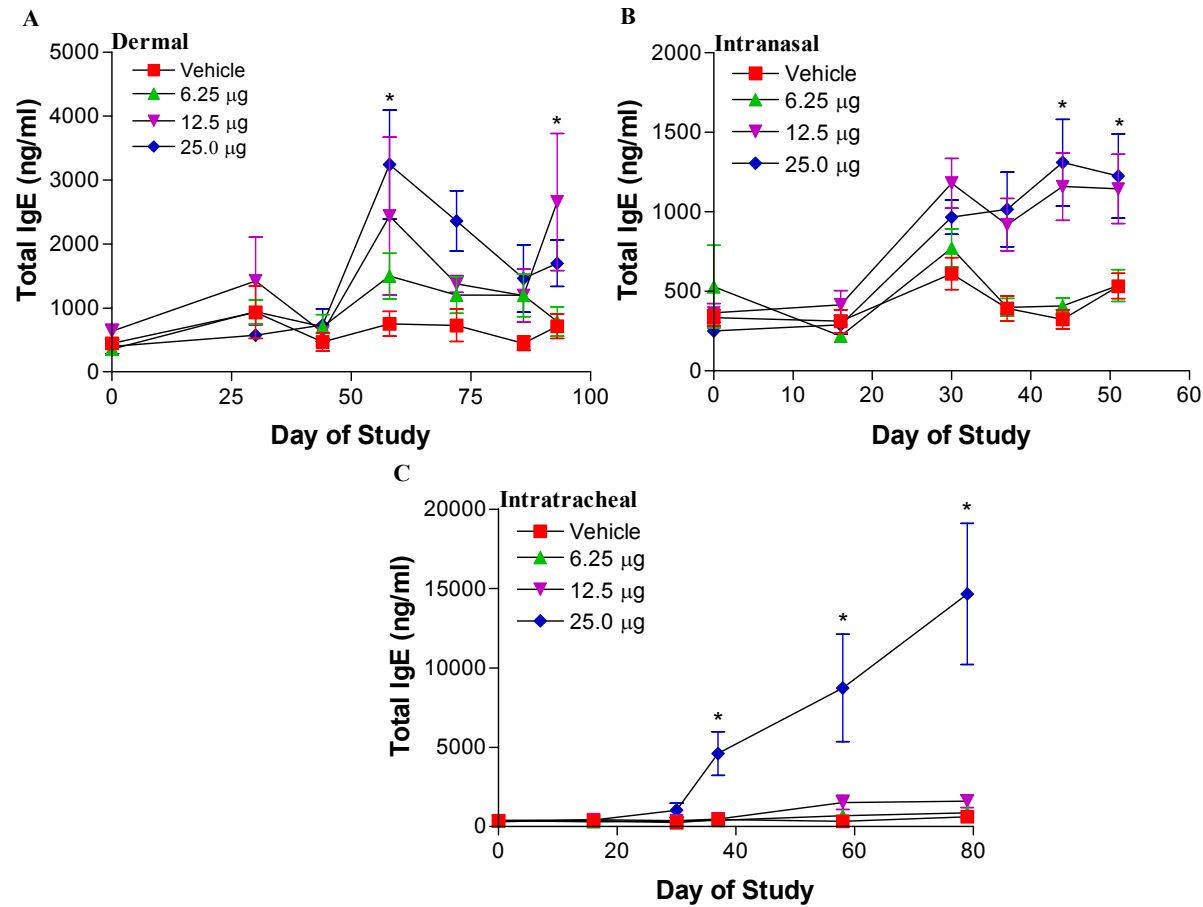 A
Dermal
Vehicle
6.25 μg
12.5 μg
25.0 μg
Total IgE (ng/ml)
5000
4000
3000
2000
1000
0
*
*
0
25
50
75
100
Day of Study
B
Intranasal
Vehicle
6.25 μg
12.5 μg
25.0 μg
Total IgE (ng/ml)
2000
1500
1000
500
0
*
*
0
10
20
30
40
50
60
Day of Study
C
Intratracheal
Vehicle
6.25 μg
12.5 μg
25.0 μg
Total IgE (ng/ml)
20000
15000
10000
5000
0
*
*
*
0
20
40
60
80
Day of Study